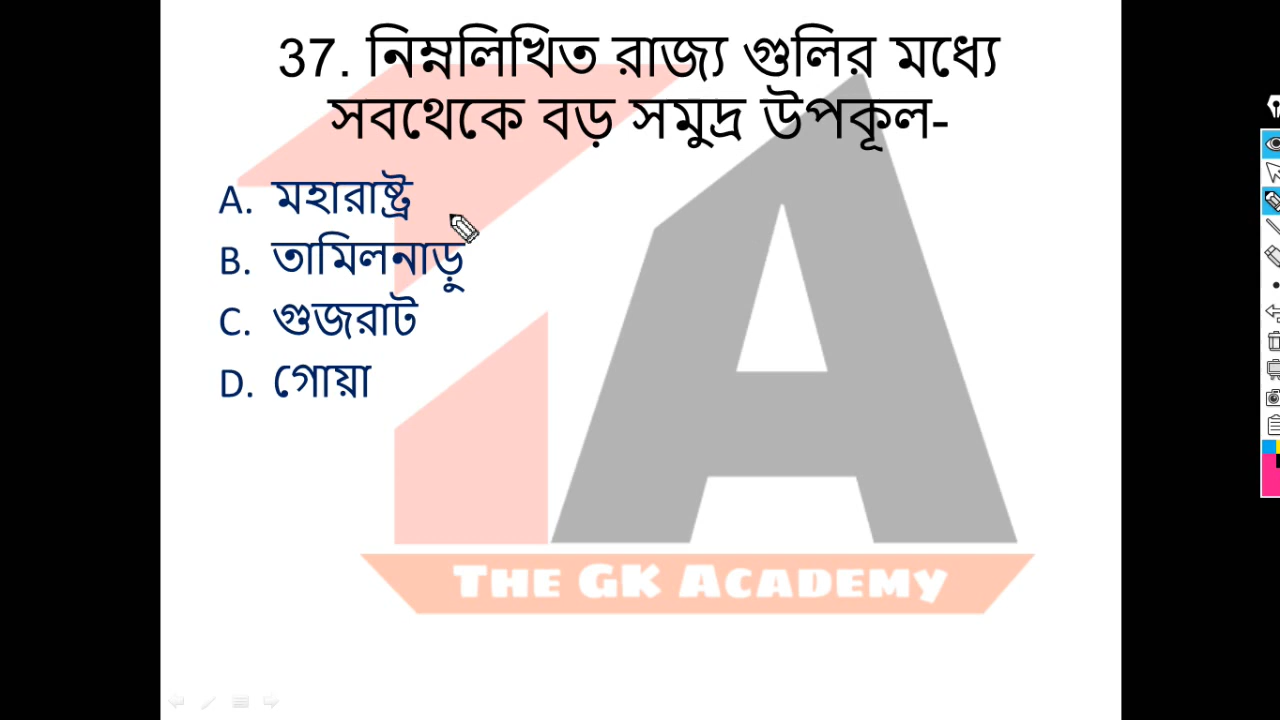 37. নিম্নলিখিত রাজ্য গুলির মধ্যে
সবথেকে বড় সমুদ্র উপকূল-
A. মহারাষ্ট্র
B. তামিলনাড়ু
C. গুজরাট
D. গোয়া
THE GK ACADEMY